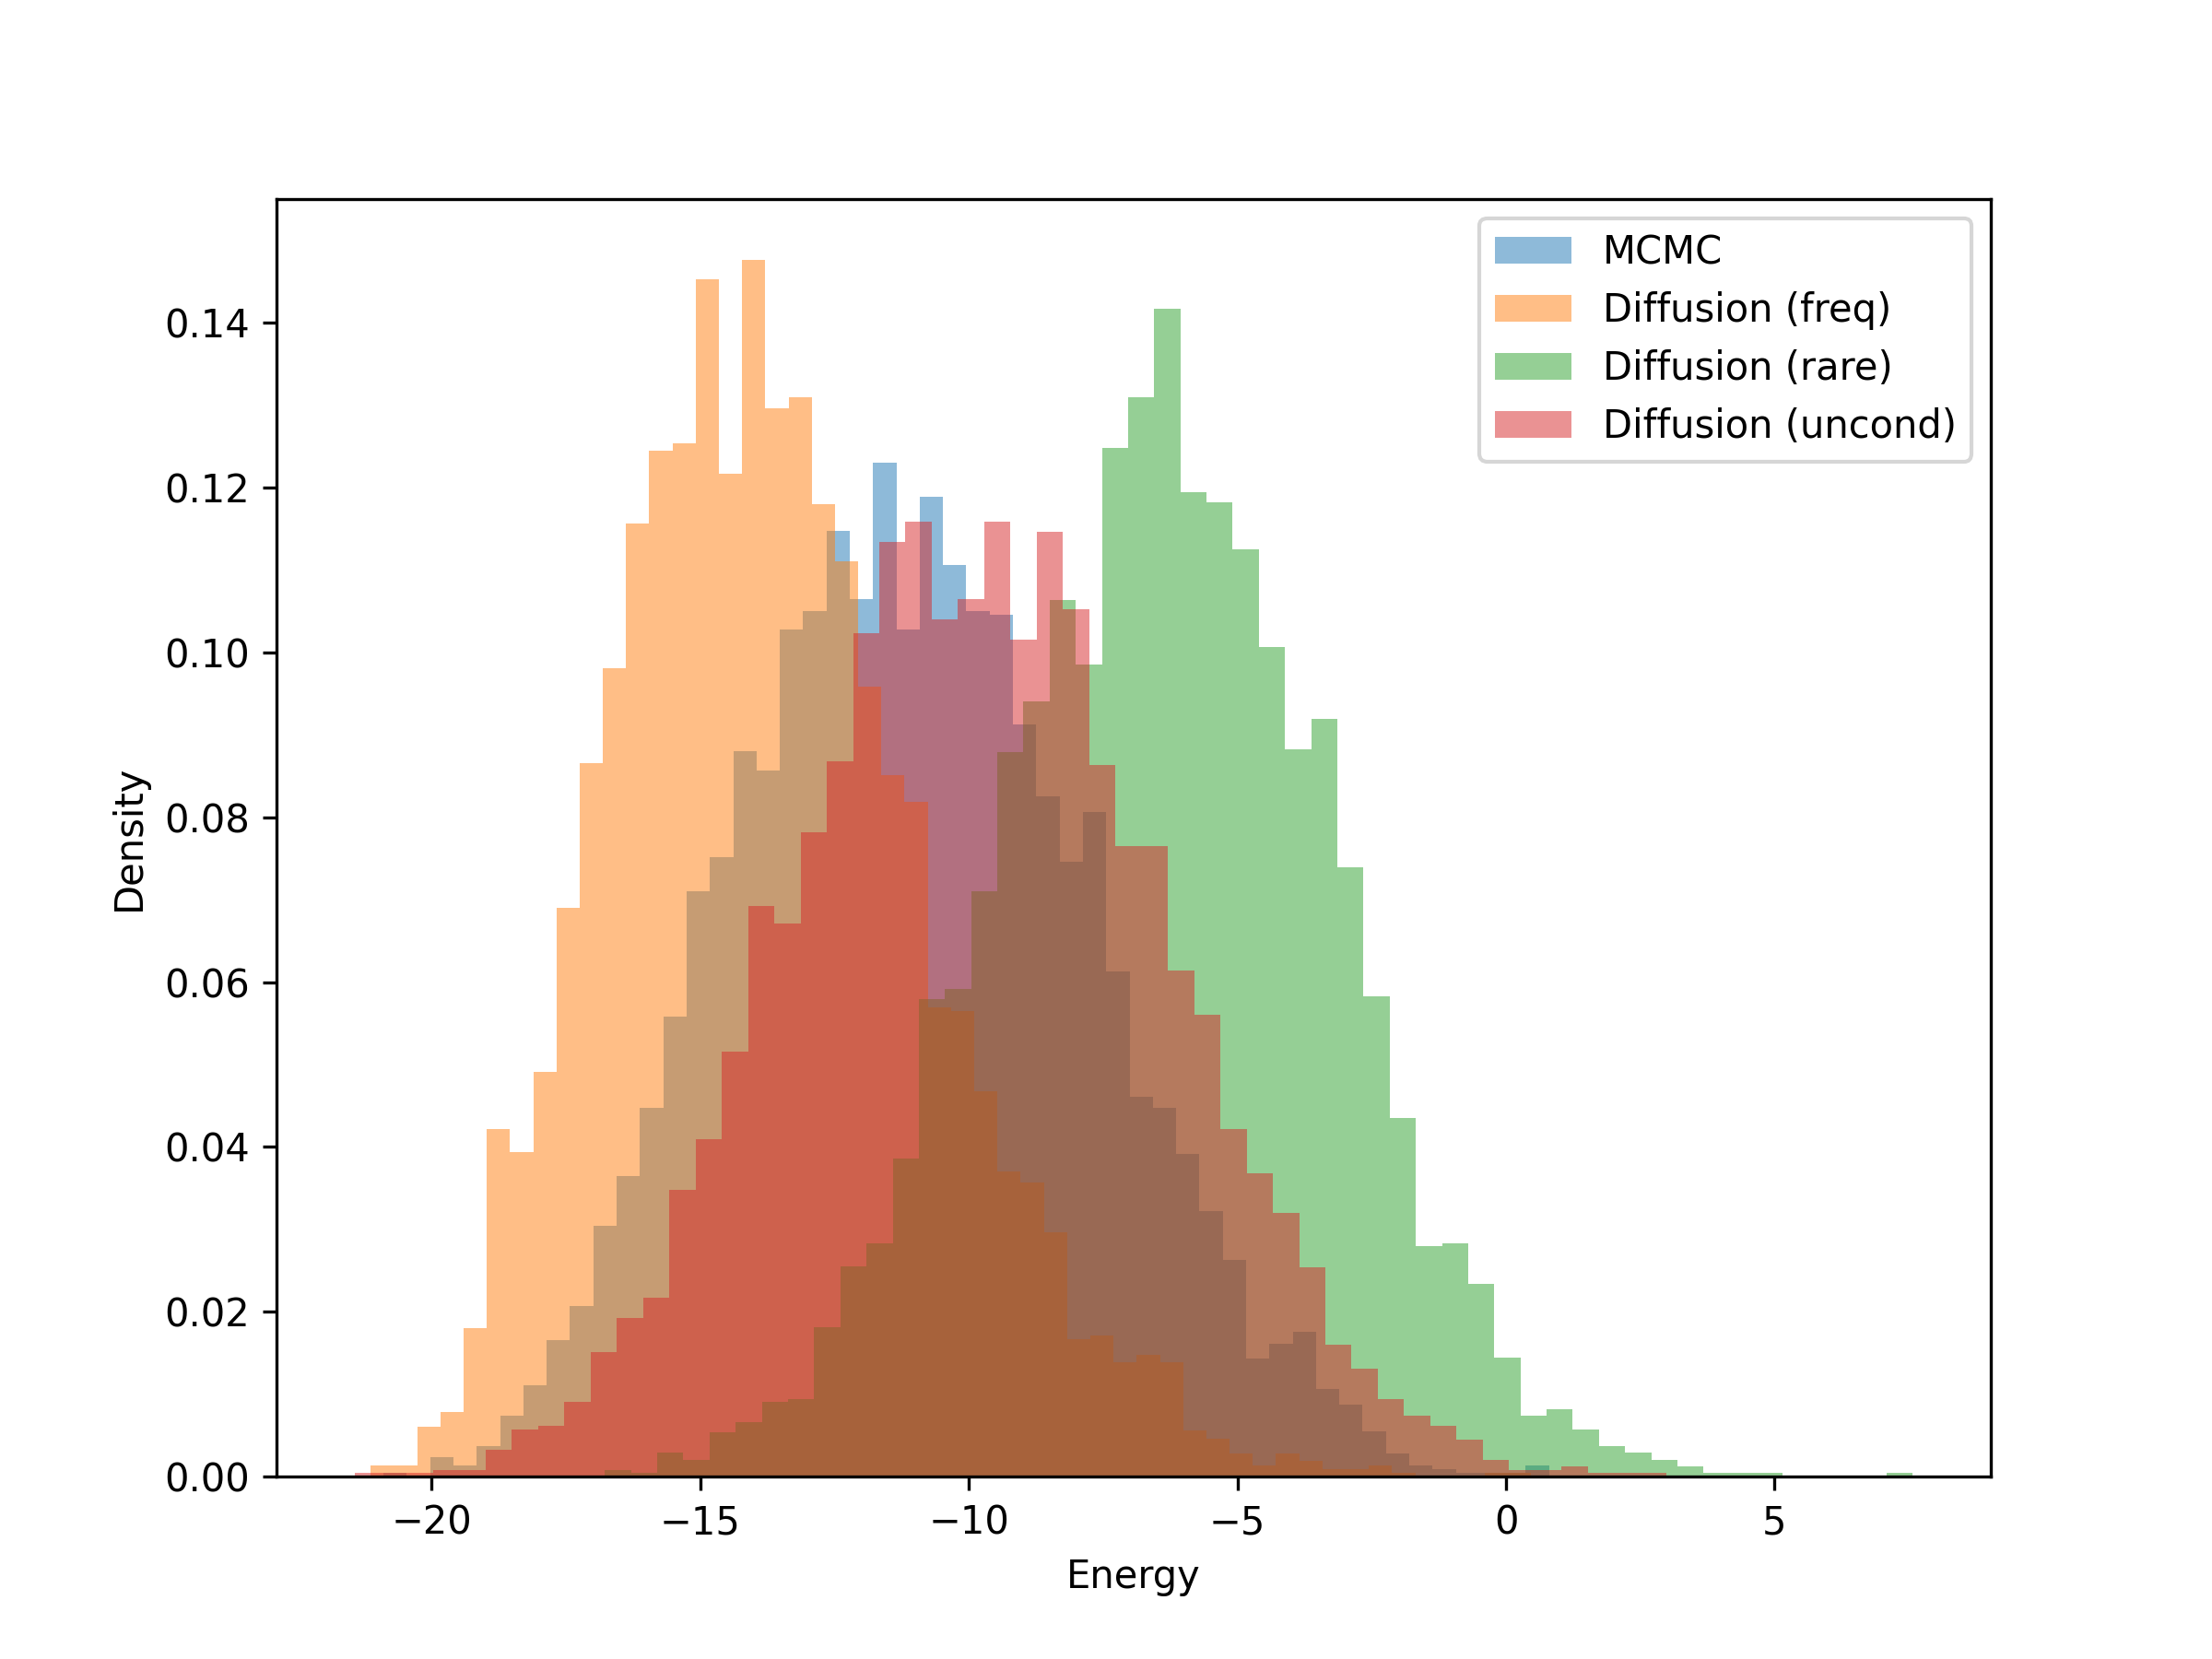 MCMC
Diffusion (freq)
Diffusion (rare)
Diffusion (uncond)
0.14
0.12
0.10
0.08
0.06
0.04
0.02
0.00
Density
−20 −15 −10 −5 0 5
Energy